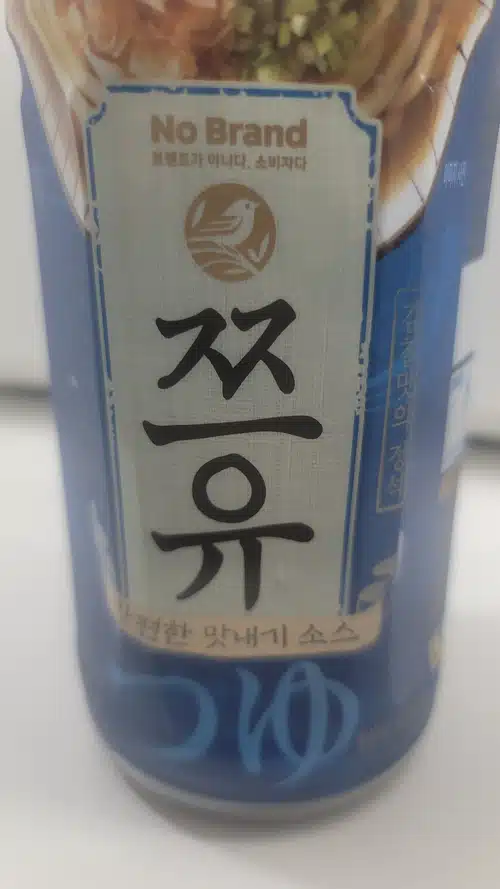 No Brand
브랜드가 아니다. 소비자다
쯔유
간편한 맛내기 소스
つゆ